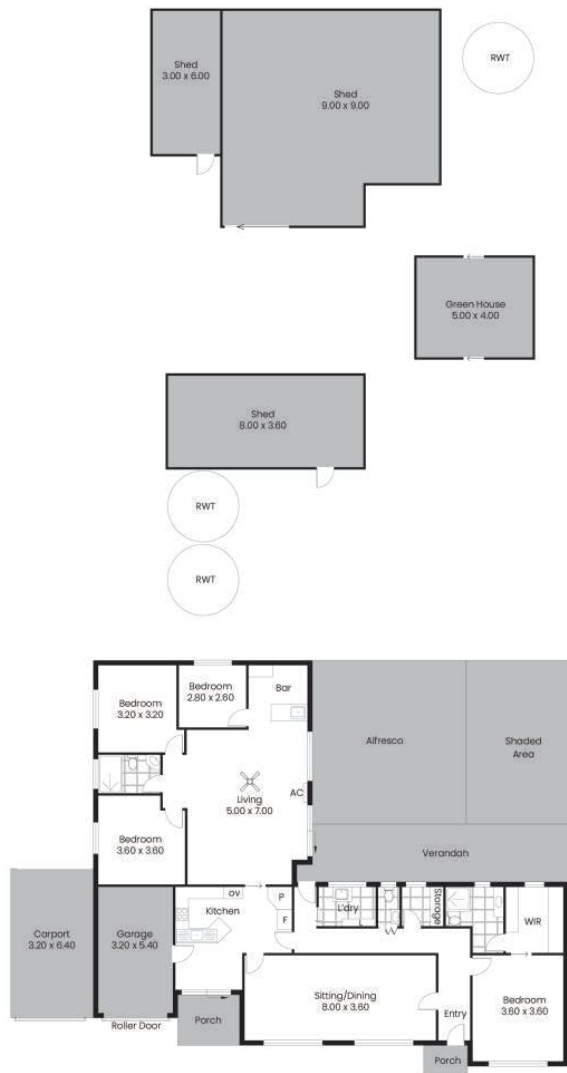 Shed
3.00 x 6.00
Shed
9.00 x 9.00
RWT
Green House
5.00 x 4.00
Shed
8.00 x 3.60
RWT
RWT
Bedroom
3.20 x 3.20
Bedroom
2.80 x 2.60
Bar
Alfresco
Shaded
Area
AC
Living
5.00 x 7.00
Bedroom
3.60 x 3.60
Verandah
Carport
3.20 x 6.40
Garage
3.20 x 5.40
OV
Kitchen
P
F
L'dry
Storage
WIR
Sitting/Dining
8.00 x 3.60
Entry
Bedroom
3.60 x 3.60
Roller Door
Porch
Porch